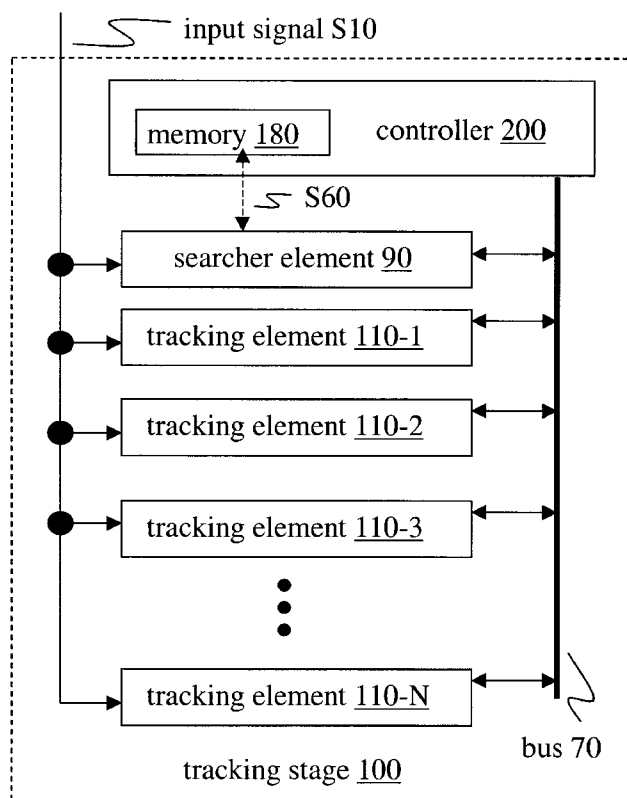 input signal S10
memory 180
controller 200
S60
searcher element 90
tracking element 110-1
tracking element 110-2
tracking element 110-3
tracking element 110-N
bus 70
tracking stage 100